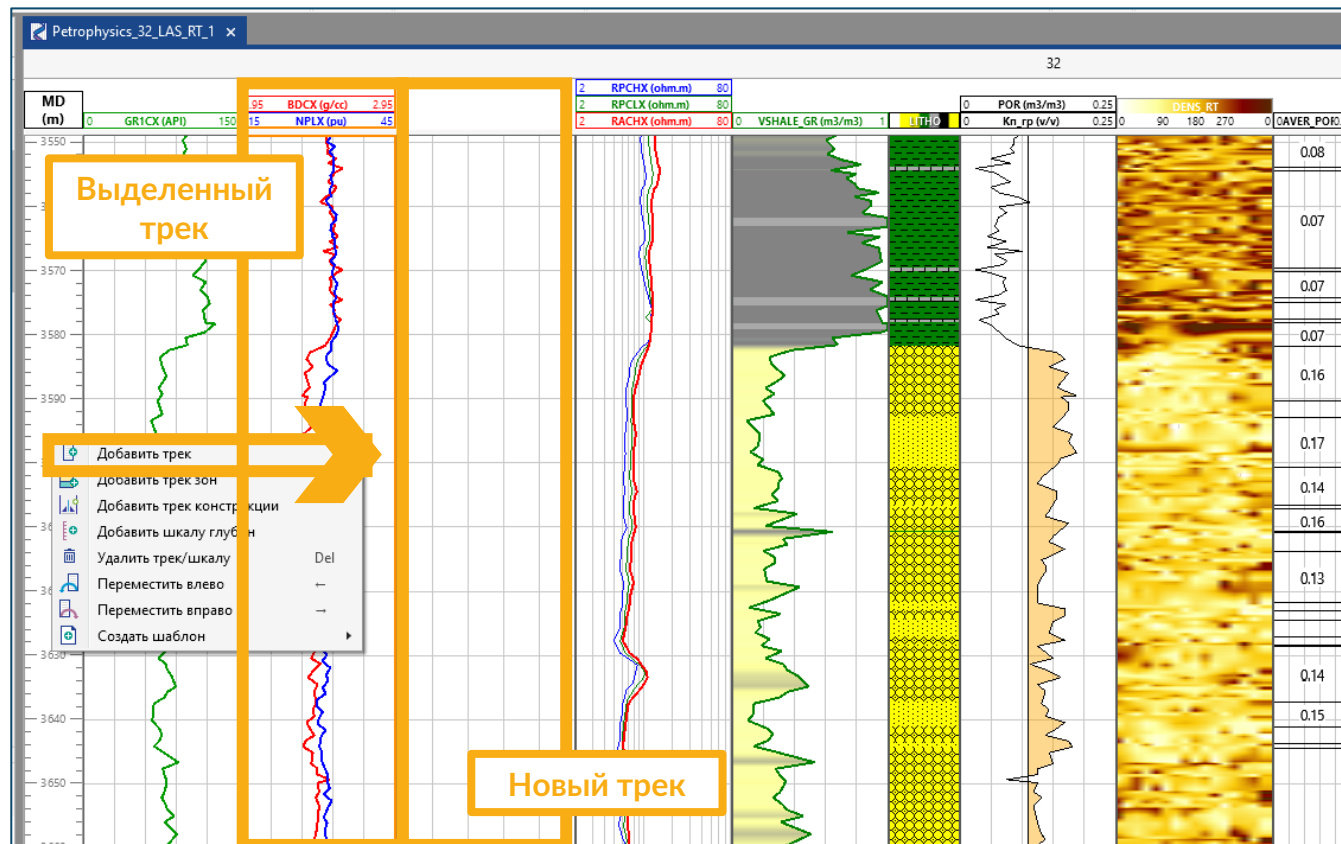 Petrophysics_32_LAS_RT_1 ×
32
MD
(m)
0 GR1CX (API) 150
.95 BDCX (g/cc) 2.95
15 NPLX (pu) 45
2 RPCHX (ohm.m) 80
2 RPCLX (ohm.m) 80
2 RACHX (ohm.m) 80
0 VSHALE_GR (m3/m3) 1
LITHO
0 POR (m3/m3) 0.25
0 Кп_гр (v/v) 0.25
DENS_RT
0 90 180 270 0
0AVER_POR0.
3550
Выделенный
трек
3570
3580
3590
Добавить трек
Добавить трек зон
Добавить трек конструкции
Добавить шкалу глубин
Удалить трек/шкалу Del
Переместить влево ←
Переместить вправо →
Создать шаблон
3630
3640
3650
Новый трек
0.08
0.07
0.07
0.07
0.16
0.17
0.14
0.16
0.13
0.14
0.15